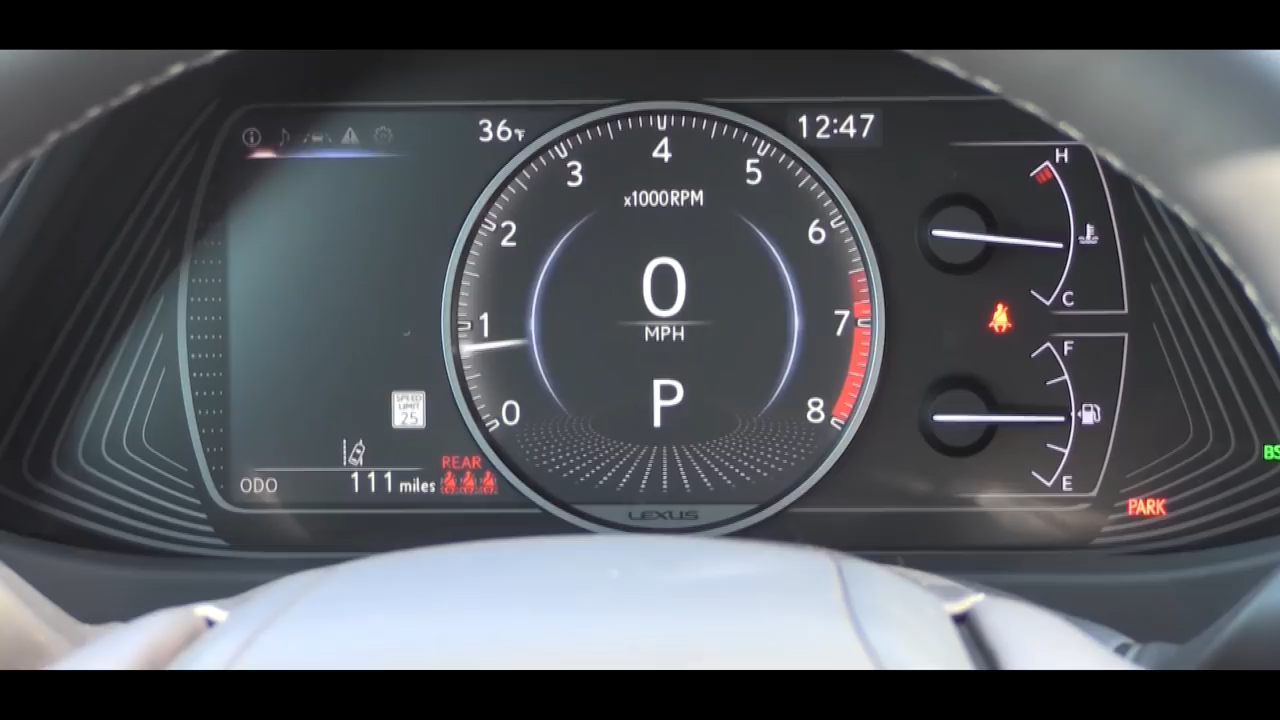 36°F
12:47
4
3
5
x1000RPM
2
6
0
MPH
1
7
P
0
8
SPEED
LIMIT
25
REAR
ODO
111 miles
LEXUS
H
C
F
E
PARK
BS